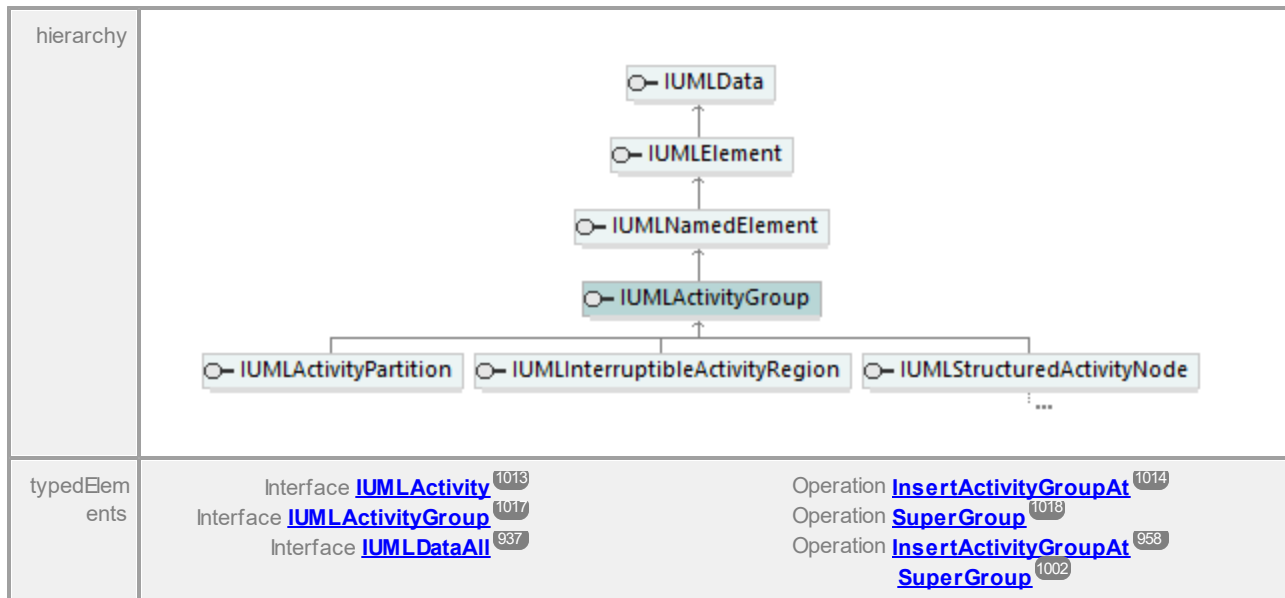 hierarchy
IUMLData
IUMLElement
IUMLNamedElement
IUMLActivityGroup
IUMLActivityPartition IUMLInterruptibleActivityRegion IUMLStructuredActivityNode
...
typedElem
ents
Interface IUMLActivity 1013 Operation InsertActivityGroupAt 1014
Interface IUMLActivityGroup 1017 Operation SuperGroup 1018
Interface IUMLDataAll 937 Operation InsertActivityGroupAt 958
SuperGroup 1002